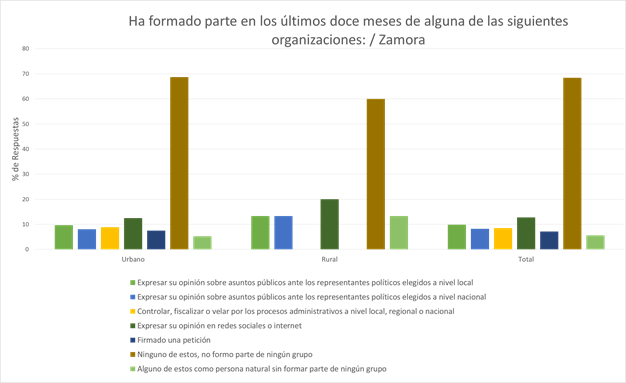 Ha formado parte en los últimos doce meses de alguna de las siguientes
organizaciones: / Zamora
80
70
60
50
40
30
20
10
0
% de Respuestas
Urbano
Rural
Total
Expresar su opinión sobre asuntos públicos ante los representantes políticos elegidos a nivel local
Expresar su opinión sobre asuntos públicos ante los representantes políticos elegidos a nivel nacional
Controlar, fiscalizar o velar por los procesos administrativos a nivel local, regional o nacional
Expresar su opinión en redes sociales o internet
Firmado una petición
Ninguno de estos, no formo parte de ningún grupo
Alguno de estos como persona natural sin formar parte de ningún grupo